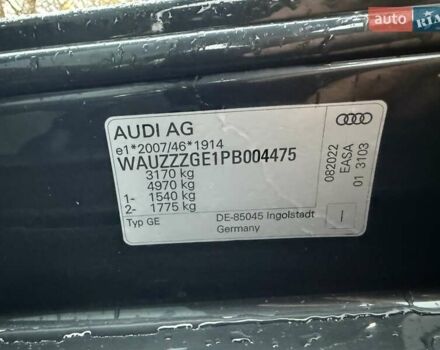 auto RIA
AUDI AG
e1*2007/46*1914
WAUZZZGE1PB004475
3170 kg
4970 kg
1- 1540 kg
2- 1775 kg
Typ GE
DE-85045 Ingolstadt
Germany
I
082022
EASA
01 3103